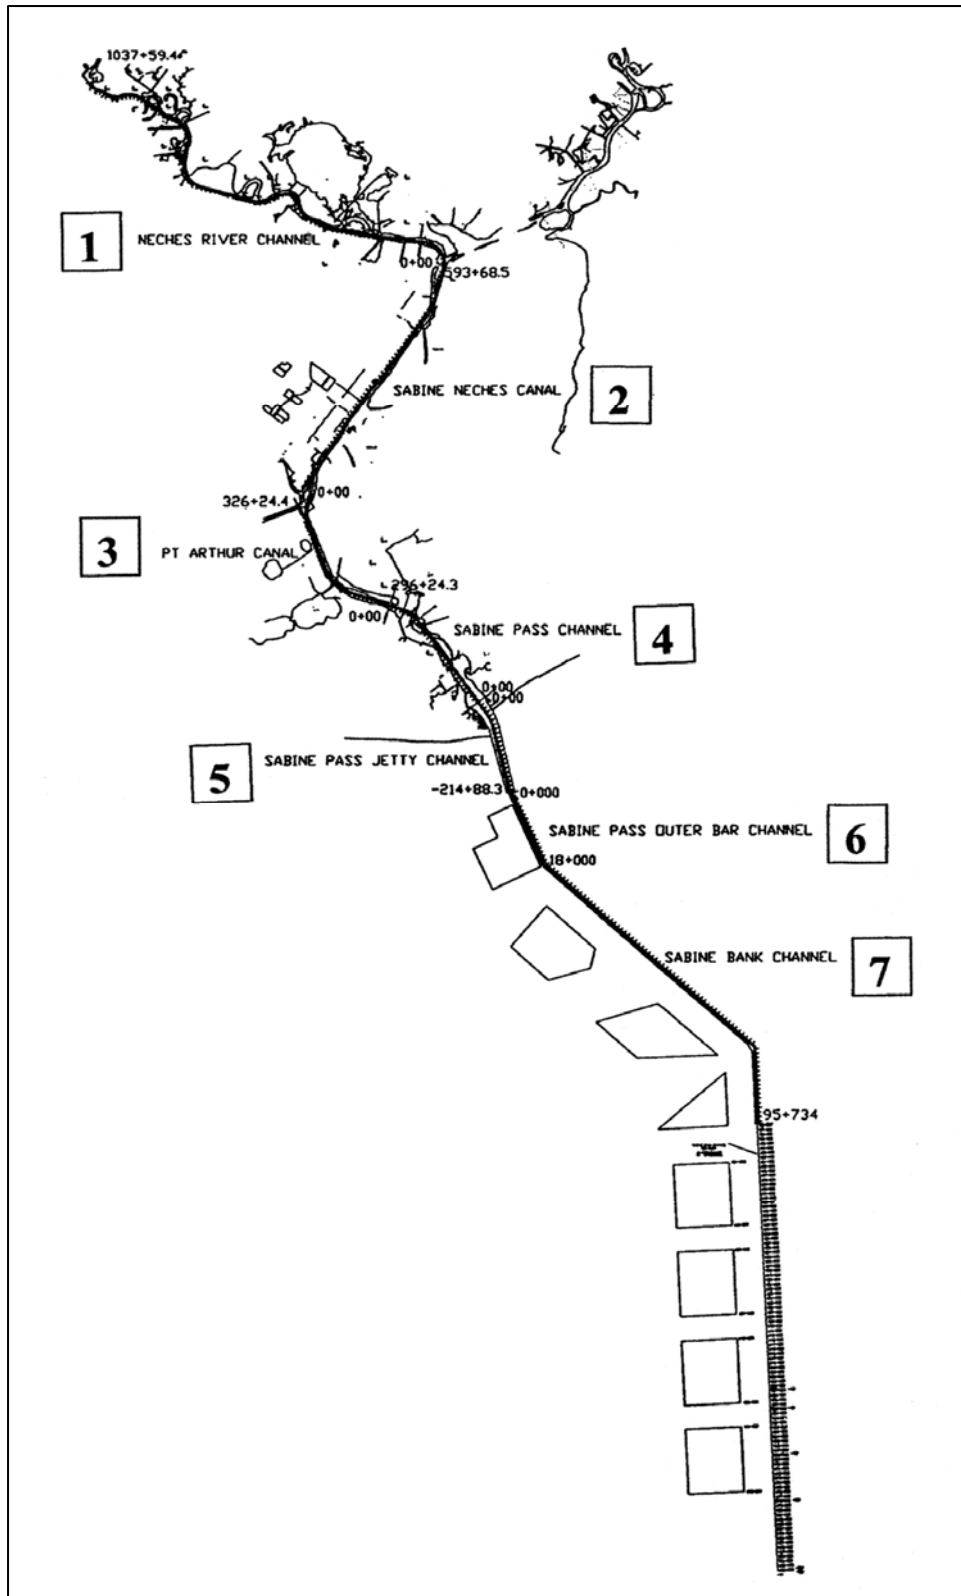 1037+59.4
1 NECHES RIVER CHANNEL
0+00
593+68.5
SABINE NECHES CANAL 2
0+00
326+24.4
3 PT ARTHUR CANAL
296+24.3
0+00
SABINE PASS CHANNEL 4
0+00
0+00
5 SABINE PASS JETTY CHANNEL
-214+88.3 0+000
SABINE PASS OUTER BAR CHANNEL 6
18+000
SABINE BANK CHANNEL 7
95+734